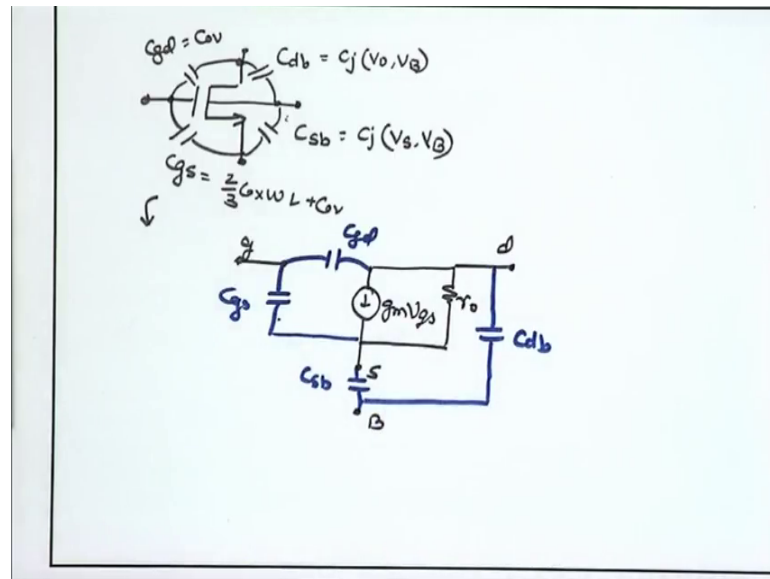 Cgd = Cov
Cdb = Cj (VD, VB)
Csb = Cj (VS, VB)
Cgs = 2/3 Cox W L + Cov
g
Cgd
d
Cgs
gmVgs
ro
Cdb
Csb
S
B